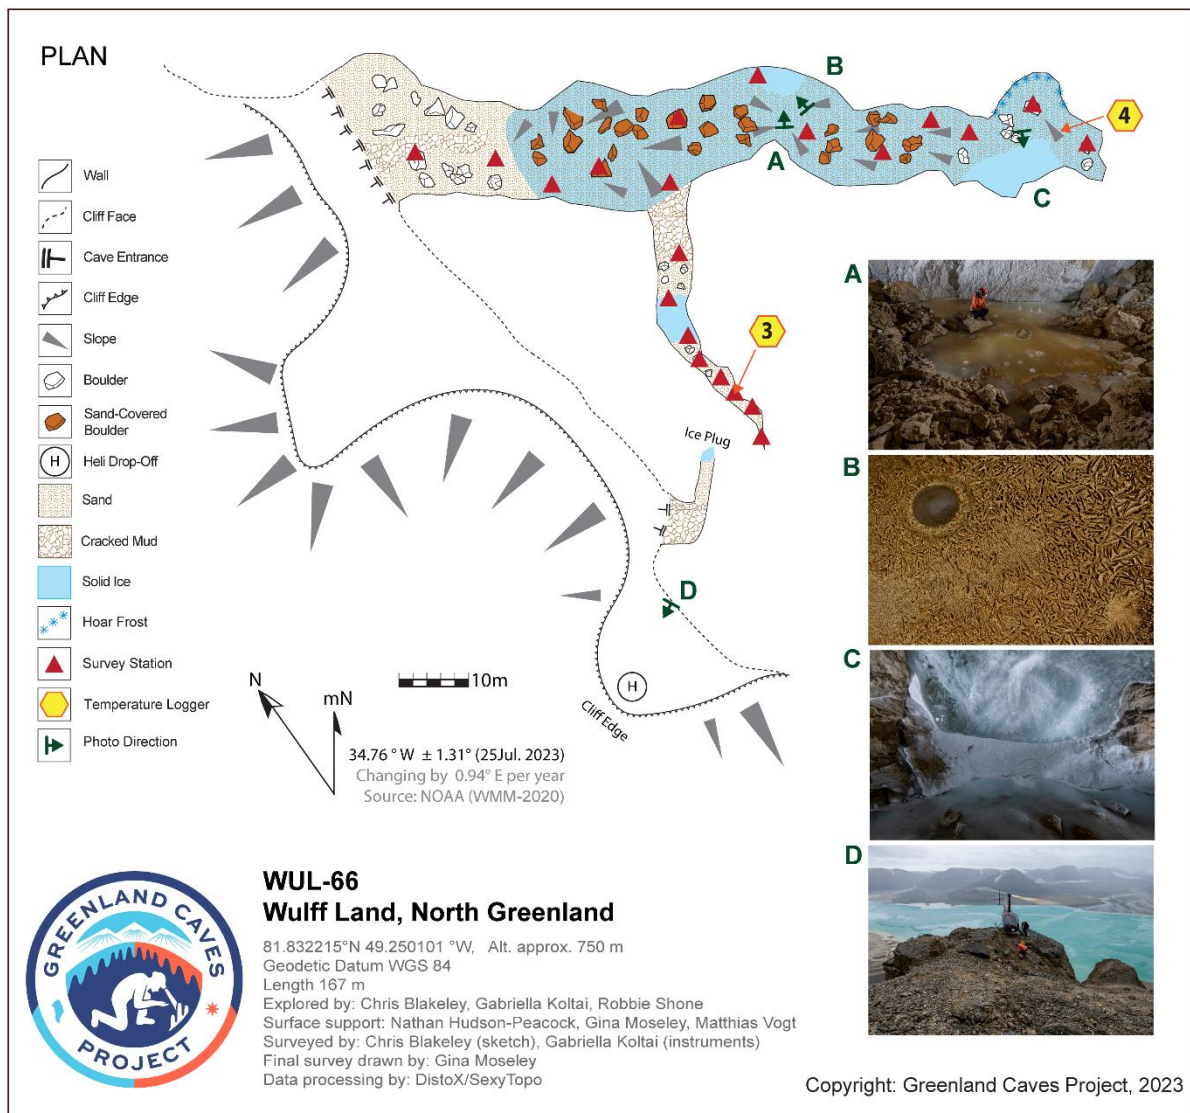 PLAN
B
A
C
4
3
Ice Plug
D
H
Cliff Edge
Wall
Cliff Face
Cave Entrance
Cliff Edge
Slope
Boulder
Sand-Covered
Boulder
H
Heli Drop-Off
Sand
Cracked Mud
Solid Ice
Hoar Frost
Survey Station
Temperature Logger
Photo Direction
N
mN
10m
34.76 ° W ± 1.31° (25Jul. 2023)
Changing by 0.94° E per year
Source: NOAA (WMM-2020)
A
B
C
D
GREENLAND CAVES
PROJECT
WUL-66
Wulff Land, North Greenland
81.832215°N 49.250101 °W, Alt. approx. 750 m
Geodetic Datum WGS 84
Length 167 m
Explored by: Chris Blakeley, Gabriella Koltai, Robbie Shone
Surface support: Nathan Hudson-Peacock, Gina Moseley, Matthias Vogt
Surveyed by: Chris Blakeley (sketch), Gabriella Koltai (instruments)
Final survey drawn by: Gina Moseley
Data processing by: DistoX/SexyTopo
Copyright: Greenland Caves Project, 2023